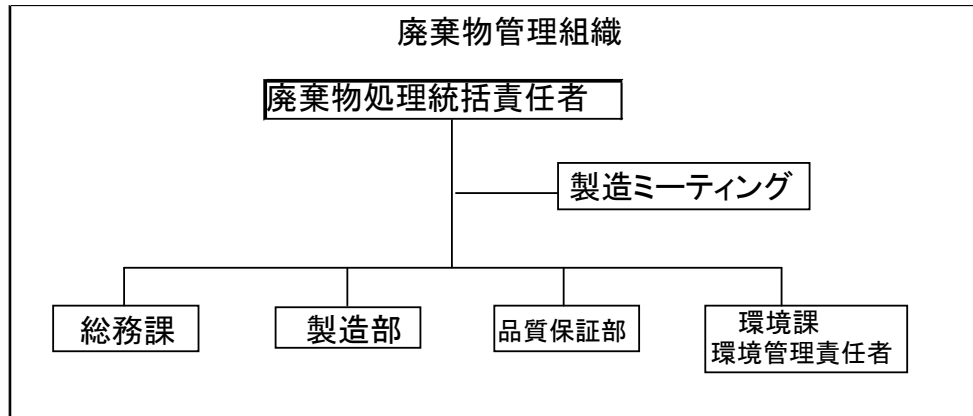 廃棄物管理組織
廃棄物処理統括責任者
製造ミーティング
総務課
製造部
品質保証部
環境課
環境管理責任者